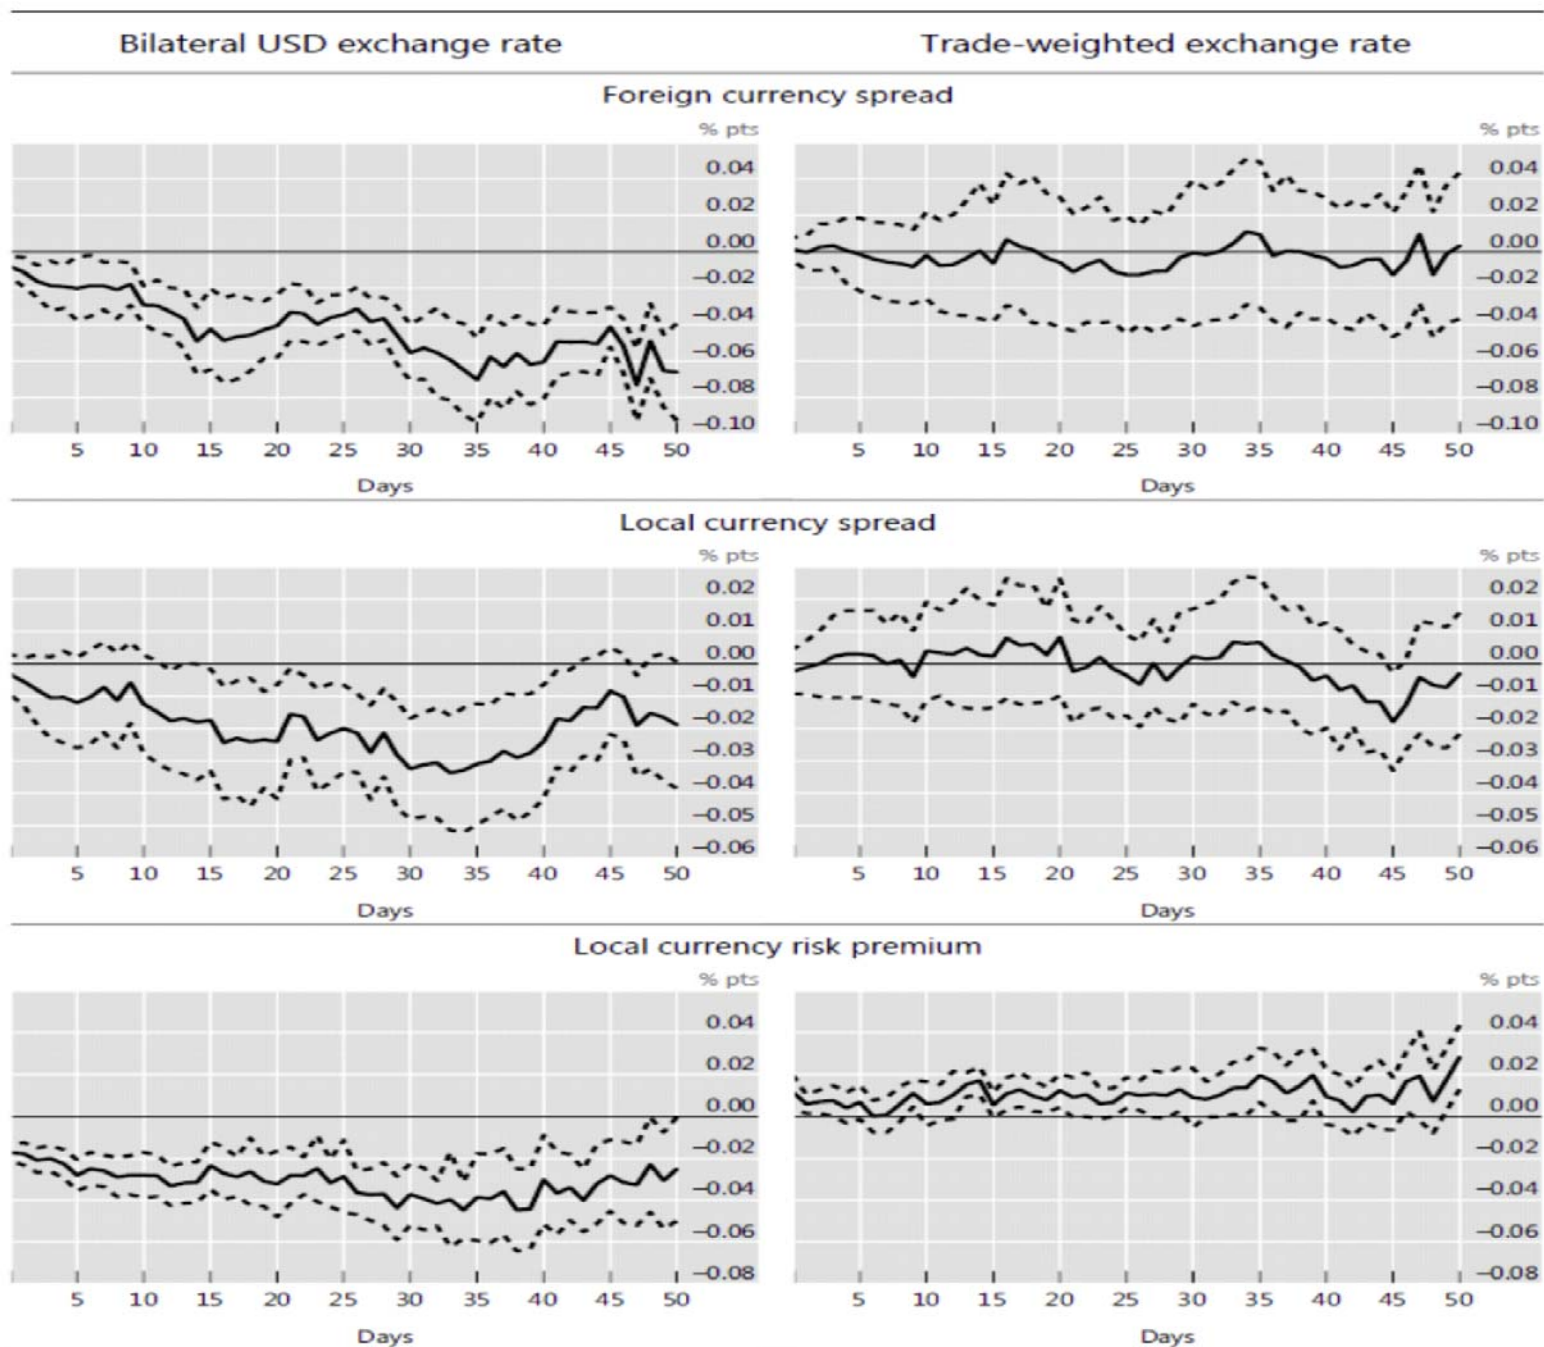 Bilateral USD exchange rate Trade-weighted exchange rate
Foreign currency spread
% pts % pts
0.04 0.04
0.02 0.02
0.00 0.00
–0.02 –0.02
–0.04 –0.04
–0.06 –0.06
–0.08 –0.08
–0.10 –0.10
5 10 15 20 25 30 35 40 45 50 5 10 15 20 25 30 35 40 45 50
Days Days
Local currency spread
% pts % pts
0.02 0.02
0.01 0.01
0.00 0.00
–0.01 –0.01
–0.02 –0.02
–0.03 –0.03
–0.04 –0.04
–0.05 –0.05
–0.06 –0.06
5 10 15 20 25 30 35 40 45 50 5 10 15 20 25 30 35 40 45 50
Days Days
Local currency risk premium
% pts % pts
0.04 0.04
0.02 0.02
0.00 0.00
–0.02 –0.02
–0.04 –0.04
–0.06 –0.06
–0.08 –0.08
5 10 15 20 25 30 35 40 45 50 5 10 15 20 25 30 35 40 45 50
Days Days